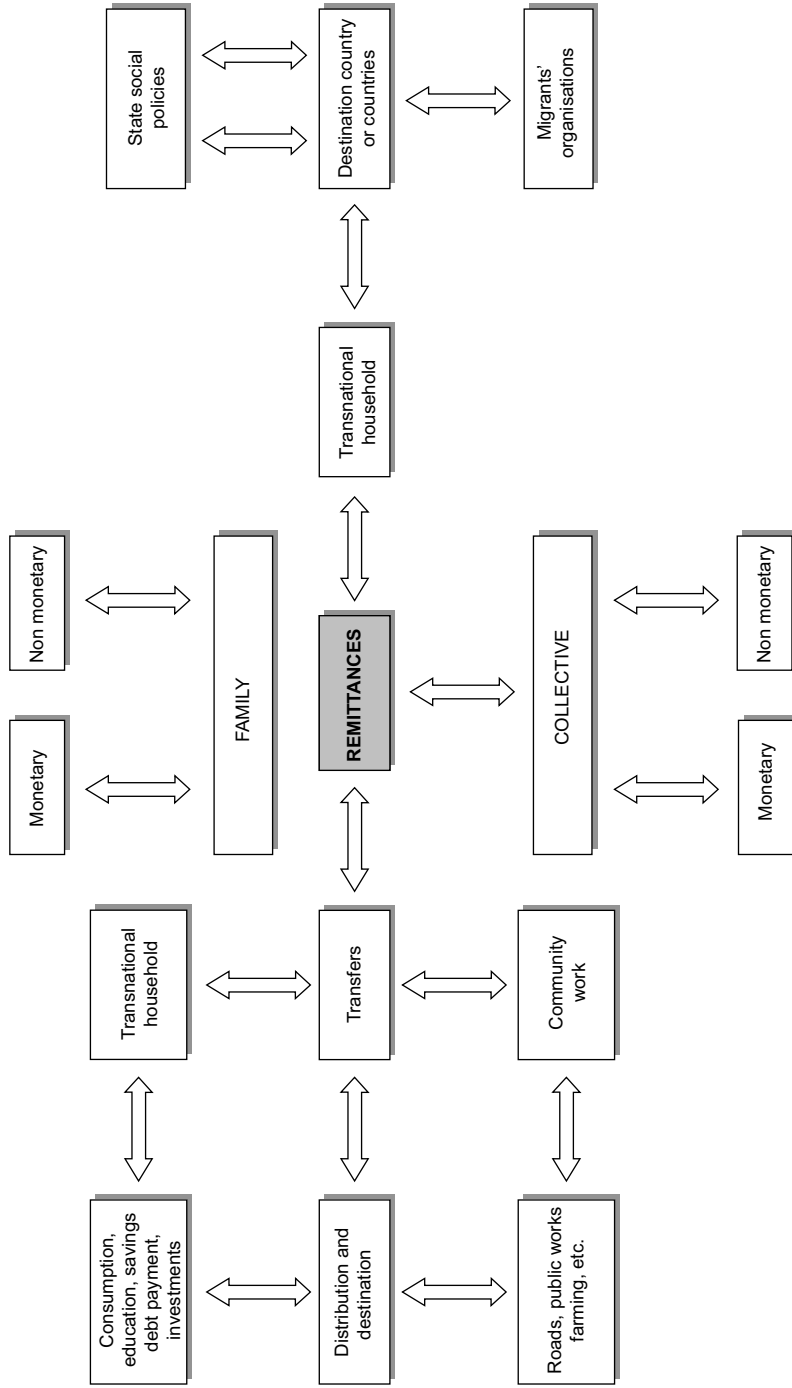 Monetary
Non monetary
Consumption,
education, savings
debt payment,
investments
Transnational
household
State social
policies
FAMILY
Distribution and
destination
Transfers
REMITTANCES
Transnational
household
Destination country
or countries
Roads, public works
farming, etc.
Community
work
COLLECTIVE
Migrants'
organisations
Monetary
Non monetary